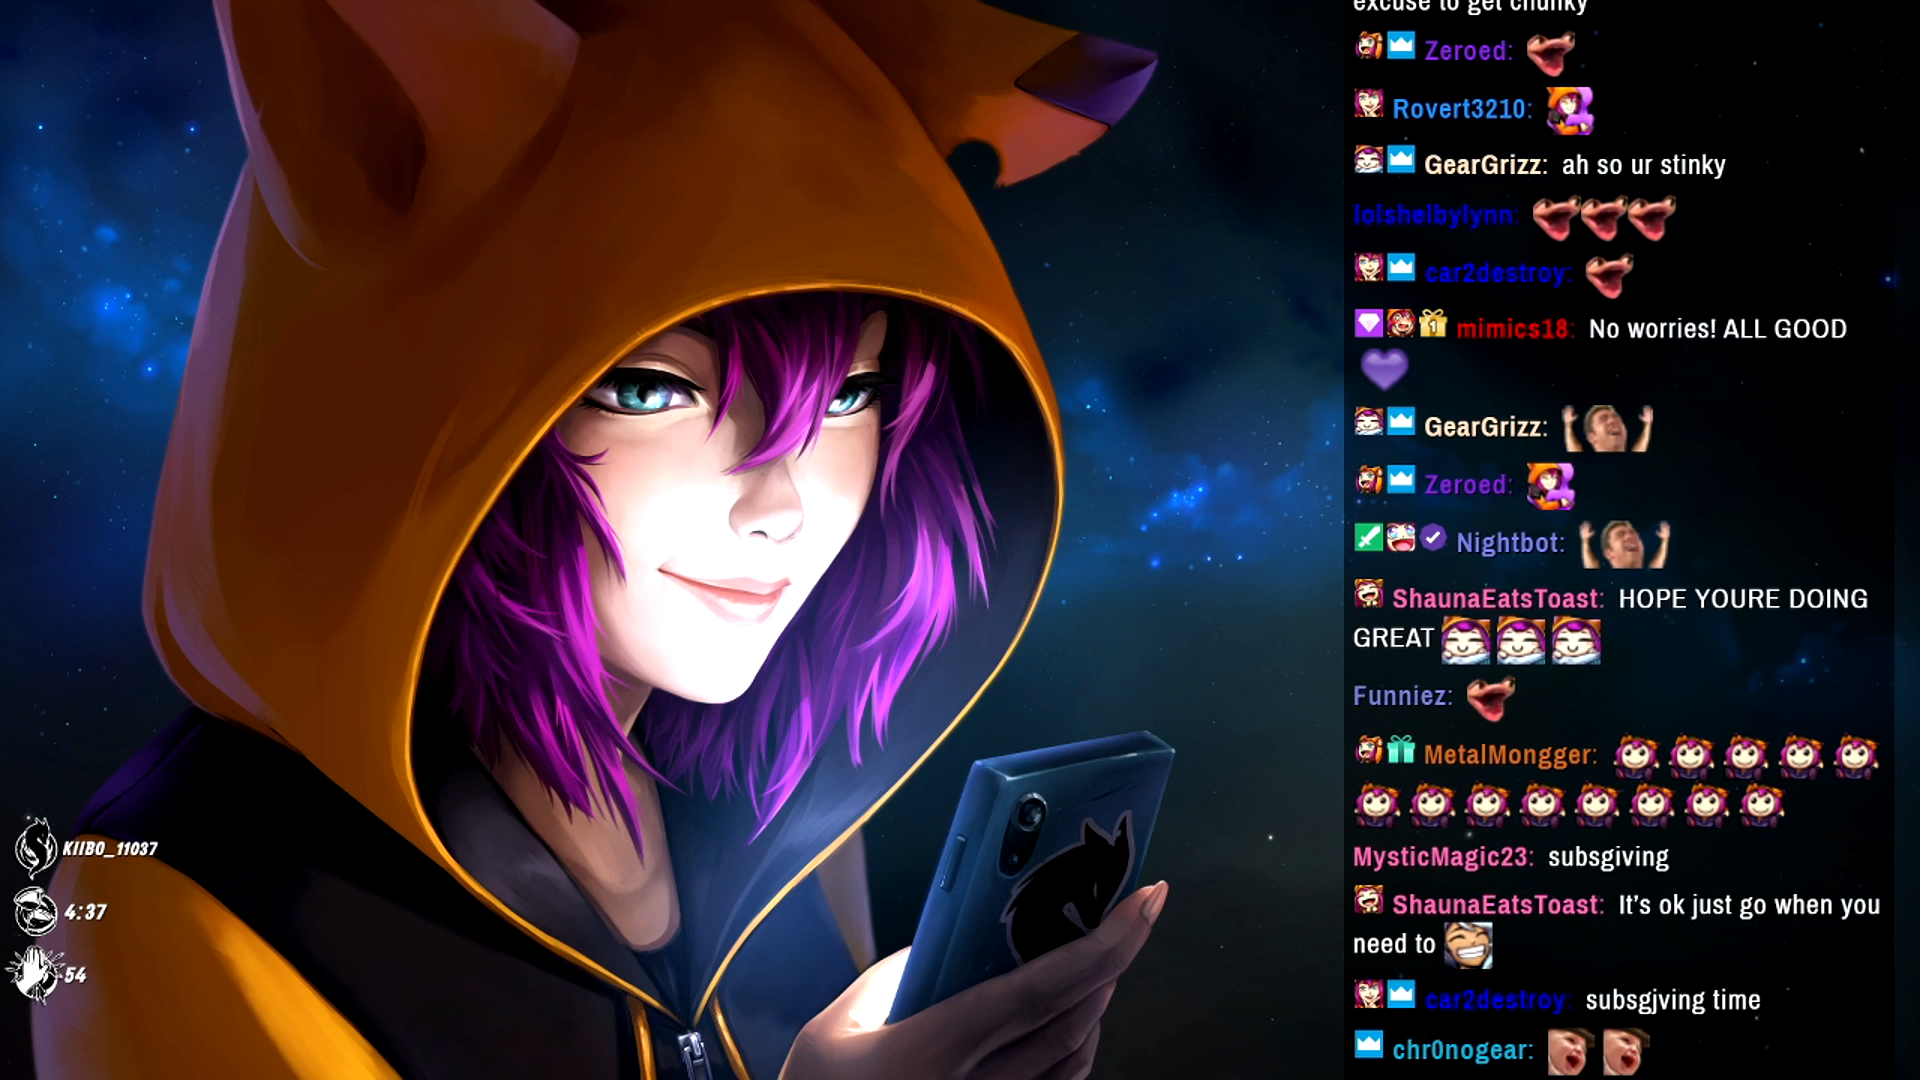 excuse to get chunky
Zeroed:
Rovert3210:
GearGrizz: ah so ur stinky
lolshelbylynn:
car2destroy:
1 mimics18: No worries! ALL GOOD
GearGrizz:
Zeroed:
Nightbot:
ShaunaEatsToast: HOPE YOURE DOING
GREAT
Funniez:
MetalMongger:
MysticMagic23: subsgiving
ShaunaEatsToast: It's ok just go when you
need to
car2destroy: subsgjving time
chr0nogear:
KIIBO_11037
4:37
54